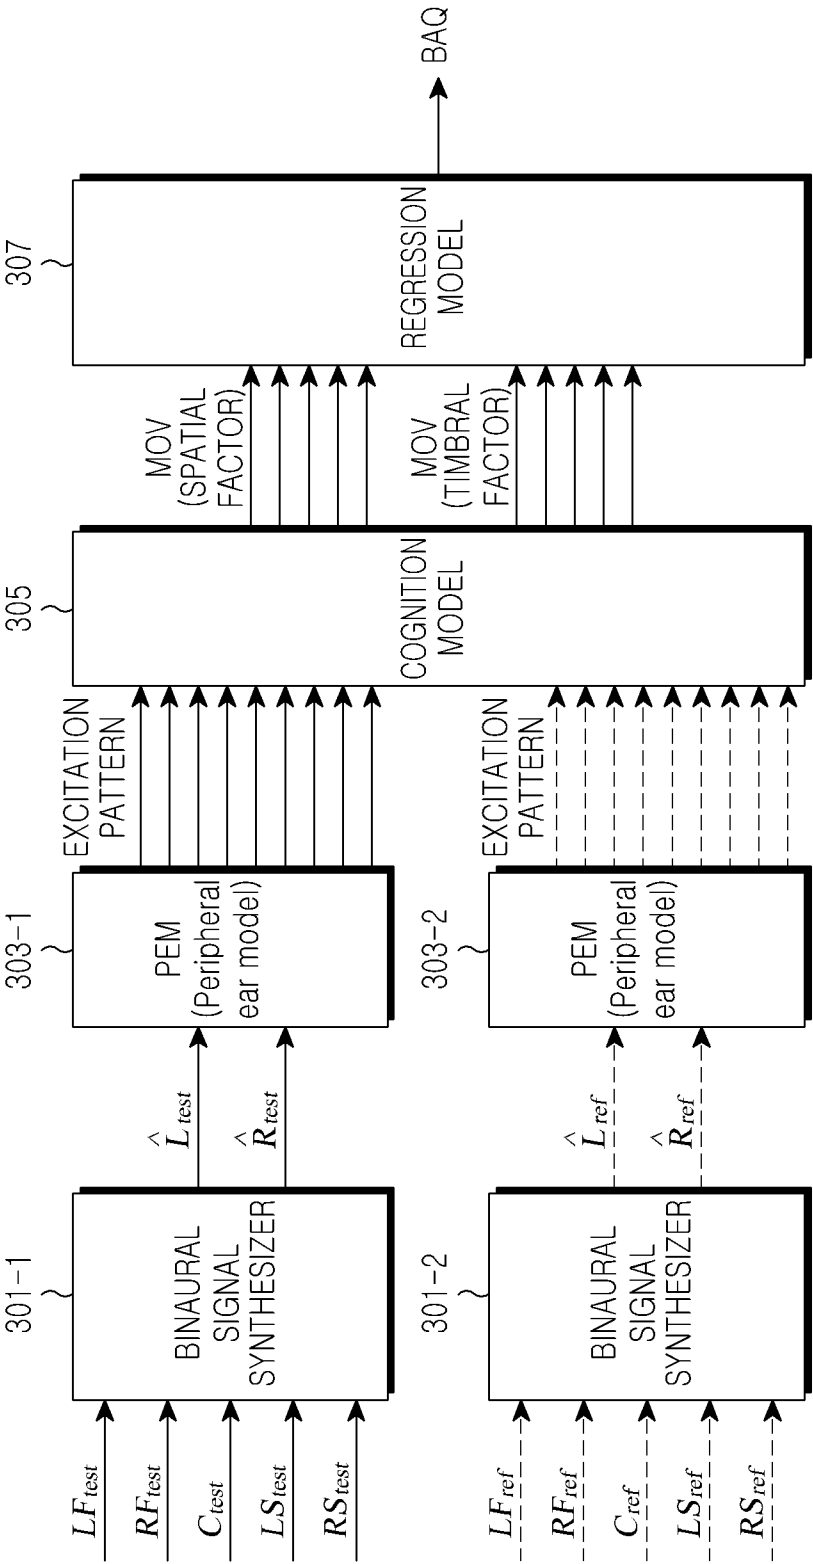 LFtest
RFtest
Ctest
LStest
RStest
301-1
BINAURAL
SIGNAL
SYNTHESIZER
L̂test
R̂test
303-1
PEM
(Peripheral
ear model)
EXCITATION
PATTERN
LFref
RFref
Cref
LSref
RSref
301-2
BINAURAL
SIGNAL
SYNTHESIZER
L̂ref
R̂ref
303-2
PEM
(Peripheral
ear model)
EXCITATION
PATTERN
305
COGNITION
MODEL
MOV
(SPATIAL
FACTOR)
MOV
(TIMBRAL
FACTOR)
307
REGRESSION
MODEL
BAQ